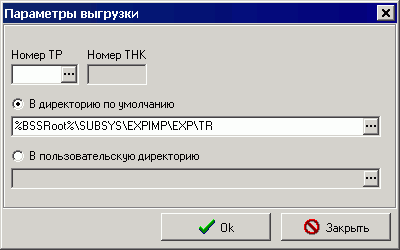 Параметры выгрузки
Номер ТР Номер ТНК
...
В директорию по умолчанию
%BSSRoot%\SUBSYS\EXPIMP\EXP\TR ...
В пользовательскую директорию
...
Ok Закрыть